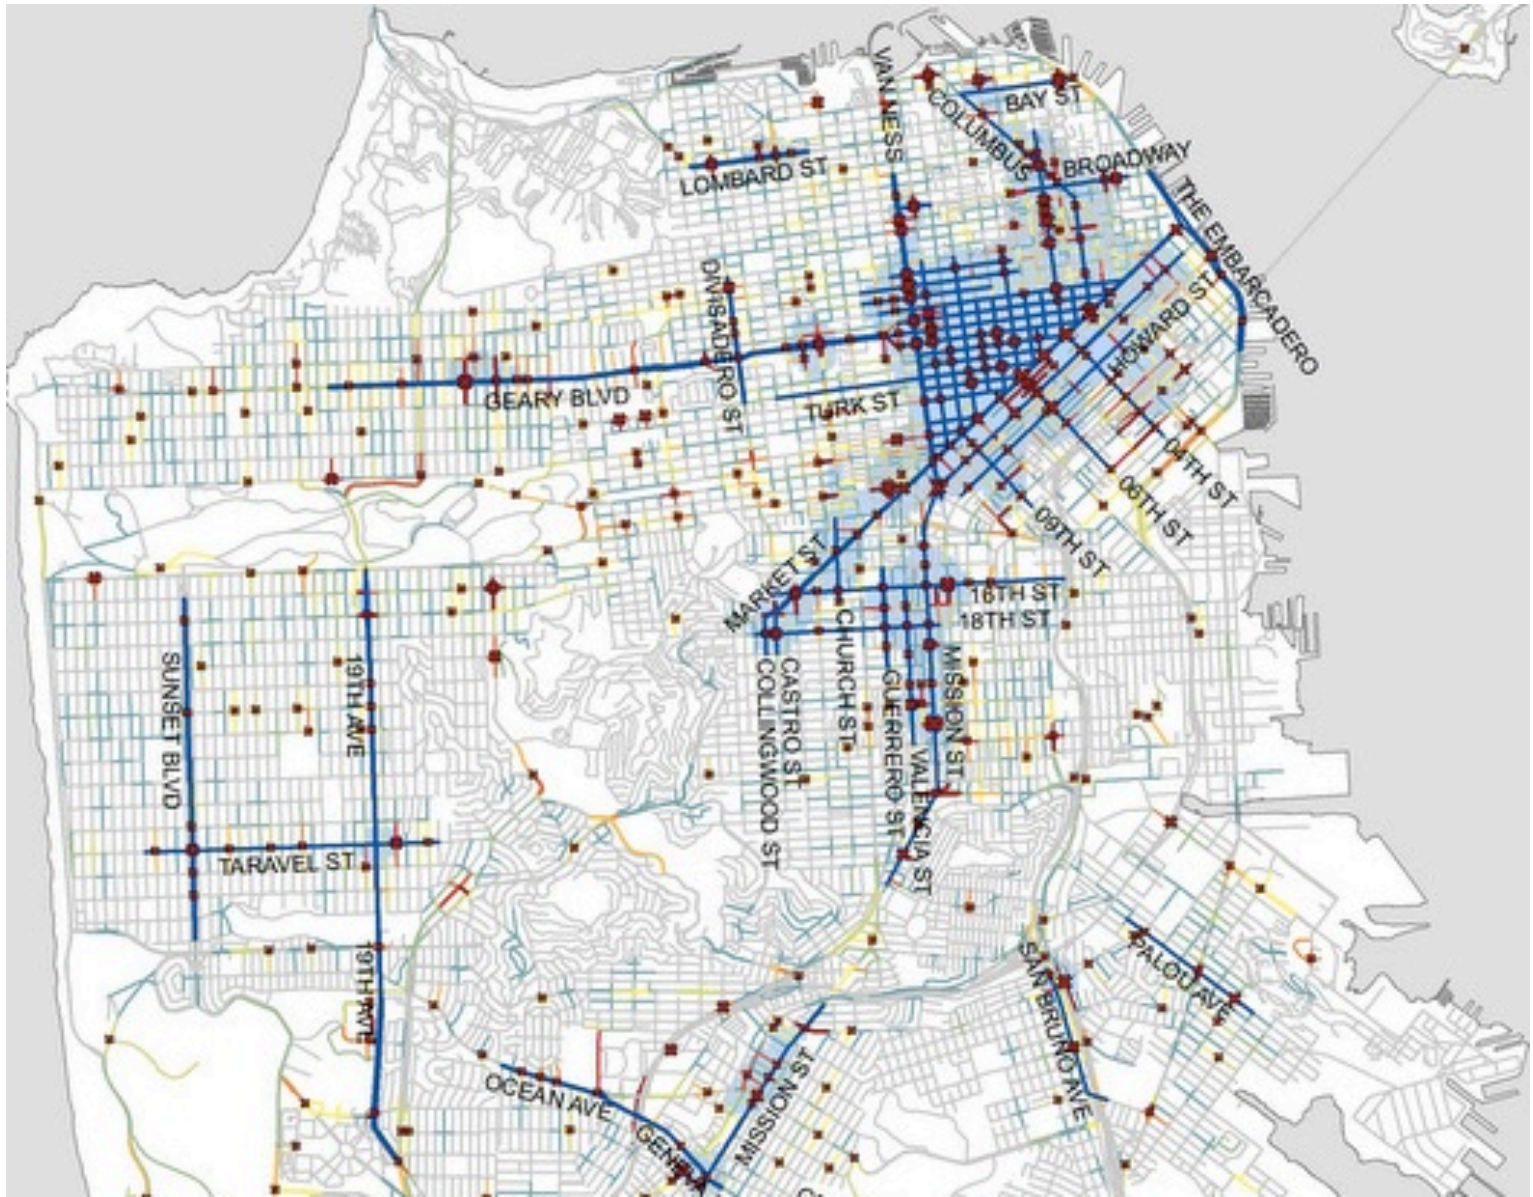 VAN NESS
COLUMBUS
BAY ST
BROADWAY
LOMBARD ST
THE EMBARCADERO
DIVISADERO ST
HOWARD ST
GEARY BLVD
TURK ST
04TH ST
06TH ST
09TH ST
MARKET ST
16TH ST
18TH ST
CHURCH ST
CASTRO ST
COLLINGWOOD ST
GUERRERO ST
VALENCIA ST
MISSION ST
SUNSET BLVD
19TH AVE
TARAVEL ST
19TH AVE
SAN BRUNO AVE
PALOU AVE
OCEAN AVE
MISSION ST